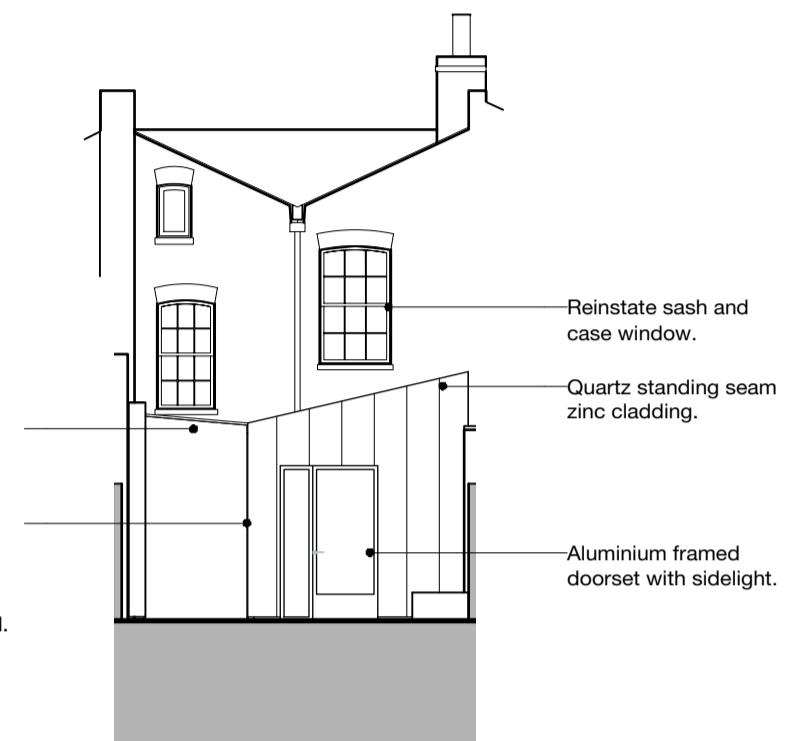 Reinstate sash and
case window.
Quartz standing seam
zinc cladding.
Aluminium framed
doorset with sidelight.